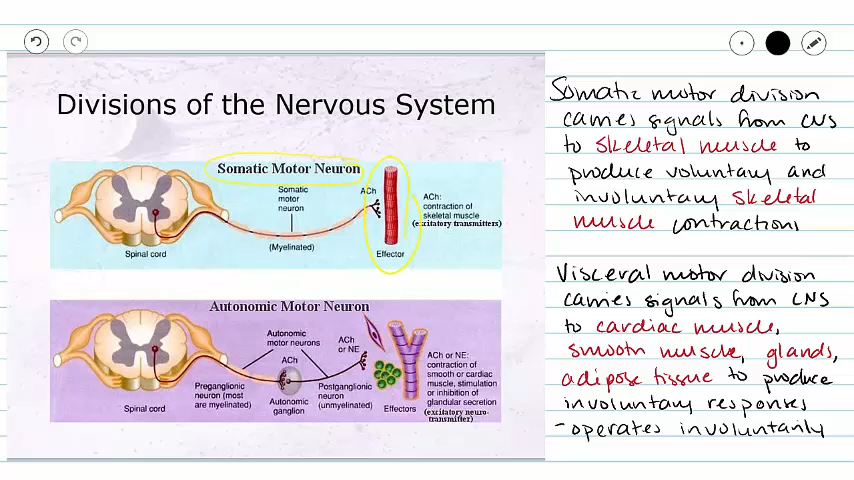 Divisions of the Nervous System
Somatic Motor Neuron
Somatic
motor
neuron
ACh
ACh:
contraction of
skeletal muscle
(excitatory transmitters)
(Myelinated)
Spinal cord
Effector
Autonomic Motor Neuron
Autonomic
motor neurons
ACh
ACh
or NE
ACh or NE:
contraction of
smooth or cardiac
muscle, stimulation
or inhibition of
glandular secretion
(excitatory neuro-
transmitter)
Preganglionic
neuron (most
are myelinated)
Postganglionic
neuron
(unmyelinated)
Autonomic
ganglion
Spinal cord
Effectors
Somatic motor division
carries signals from CNS
to skeletal muscle to
produce voluntary and
involuntary skeletal
muscle contractions
Visceral motor division
carries signals from CNS
to cardiac muscle,
smooth muscle, glands,
adipose tissue to produce
involuntary responses
- operates involuntarily